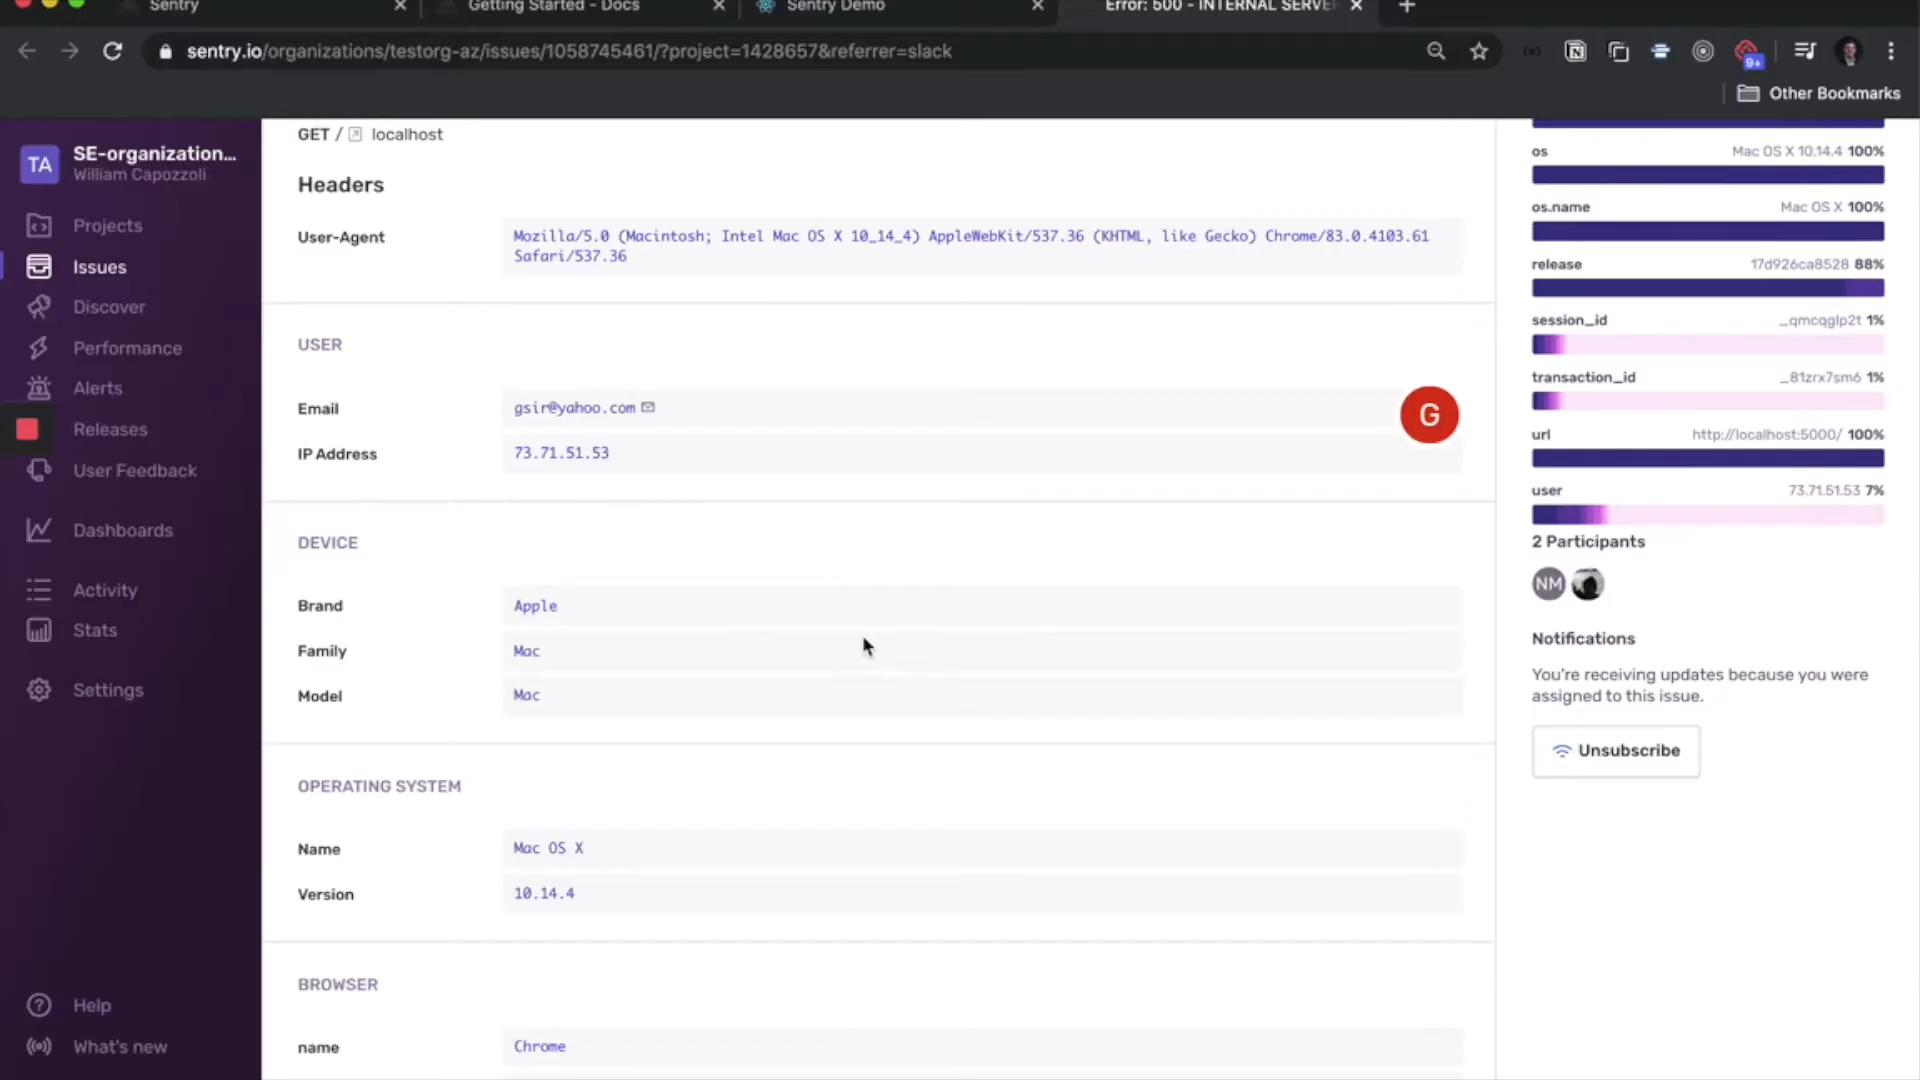 Sentry
Getting Started - Docs
Sentry Demo
Error: 500 - INTERNAL SERVE
sentry.io/organizations/testorg-az/issues/1058745461/?project=1428657&referrer=slack
9+
Other Bookmarks
TA
SE-organization...
William Capozzoli
Projects
Issues
Discover
Performance
Alerts
Releases
User Feedback
Dashboards
Activity
Stats
Settings
Help
What's new
GET / localhost
Headers
User-Agent
Mozilla/5.0 (Macintosh; Intel Mac OS X 10_14_4) AppleWebKit/537.36 (KHTML, like Gecko) Chrome/83.0.4103.61
Safari/537.36
USER
Email gsir@yahoo.com
G
IP Address 73.71.51.53
DEVICE
Brand Apple
Family Mac
Model Mac
OPERATING SYSTEM
Name Mac OS X
Version 10.14.4
BROWSER
name Chrome
os Mac OS X 10.14.4 100%
os.name Mac OS X 100%
release 17d926ca8528 88%
session_id _qmcqglp2t 1%
transaction_id _81zrx7sm6 1%
url http://localhost:5000/ 100%
user 73.71.51.53 7%
2 Participants
NM
Notifications
You're receiving updates because you were
assigned to this issue.
Unsubscribe